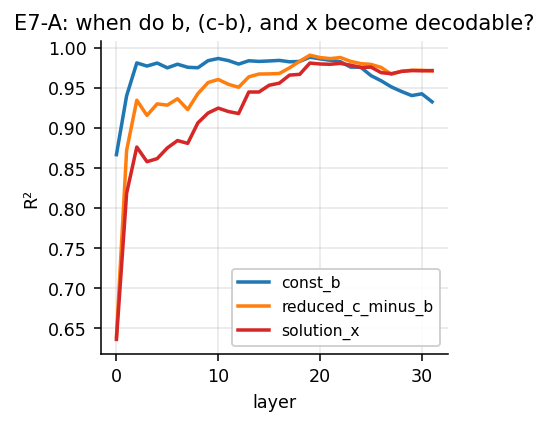 E7-A: when do b, (c-b), and x become decodable?
1.00
0.95
0.90
0.85
0.80
0.75
0.70
0.65
R²
const_b
reduced_c_minus_b
solution_x
0
10
20
30
layer